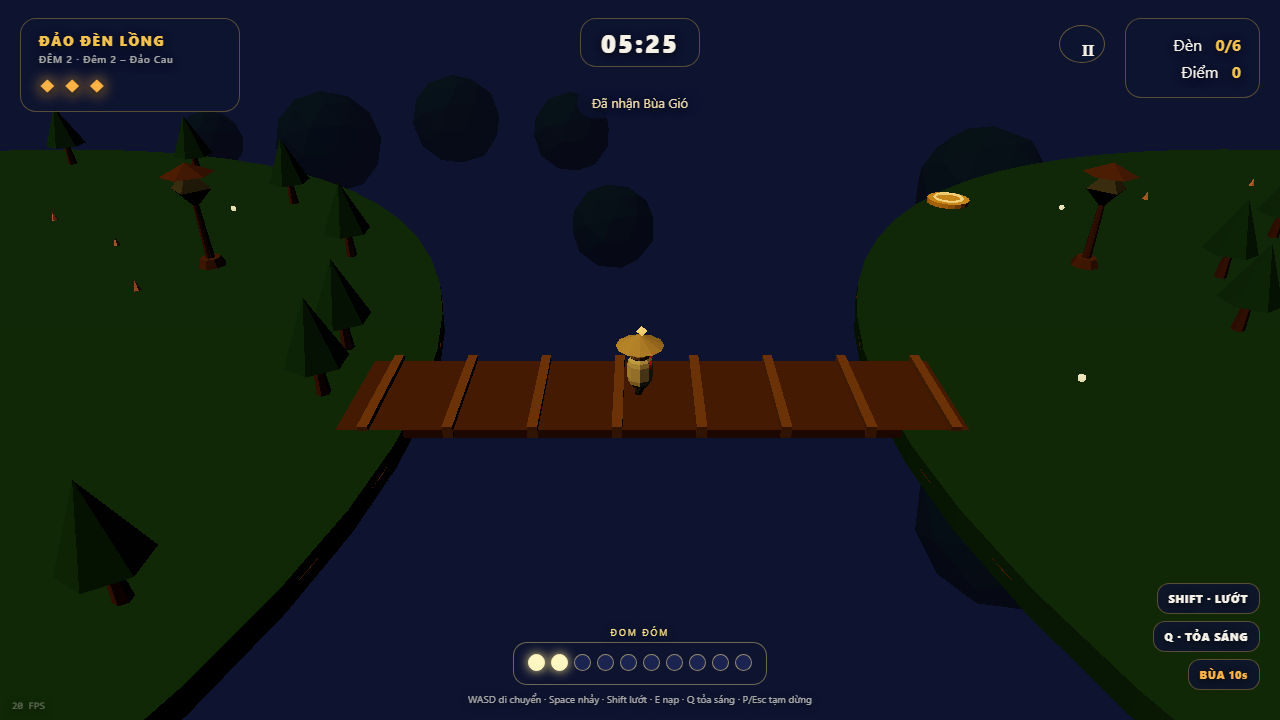 ĐẢO ĐÈN LỒNG
ĐÊM 2 · Đêm 2 – Đảo Cau
05:25
Đã nhận Bùa Gió
II
Đèn 0/6
Điểm 0
ĐOM ĐÓM
WASD di chuyển · Space nhảy · Shift lướt · E nạp · Q tỏa sáng · P/Esc tạm dừng
SHIFT · LƯỚT
Q · TỎA SÁNG
BÙA 10s
20 FPS